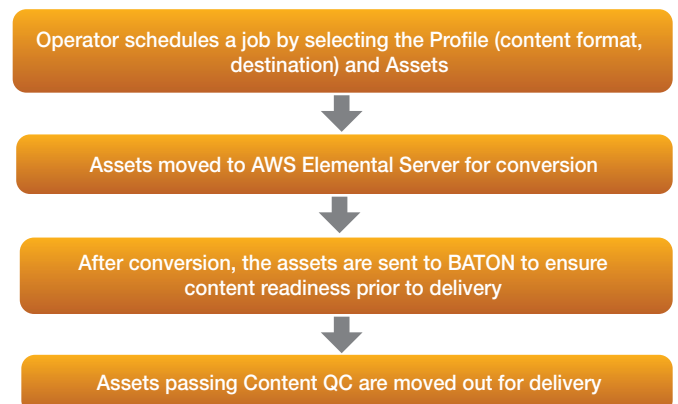 Operator schedules a job by selecting the Profile (content format,
destination) and Assets
Assets moved to AWS Elemental Server for conversion
After conversion, the assets are sent to BATON to ensure
content readiness prior to delivery
Assets passing Content QC are moved out for delivery